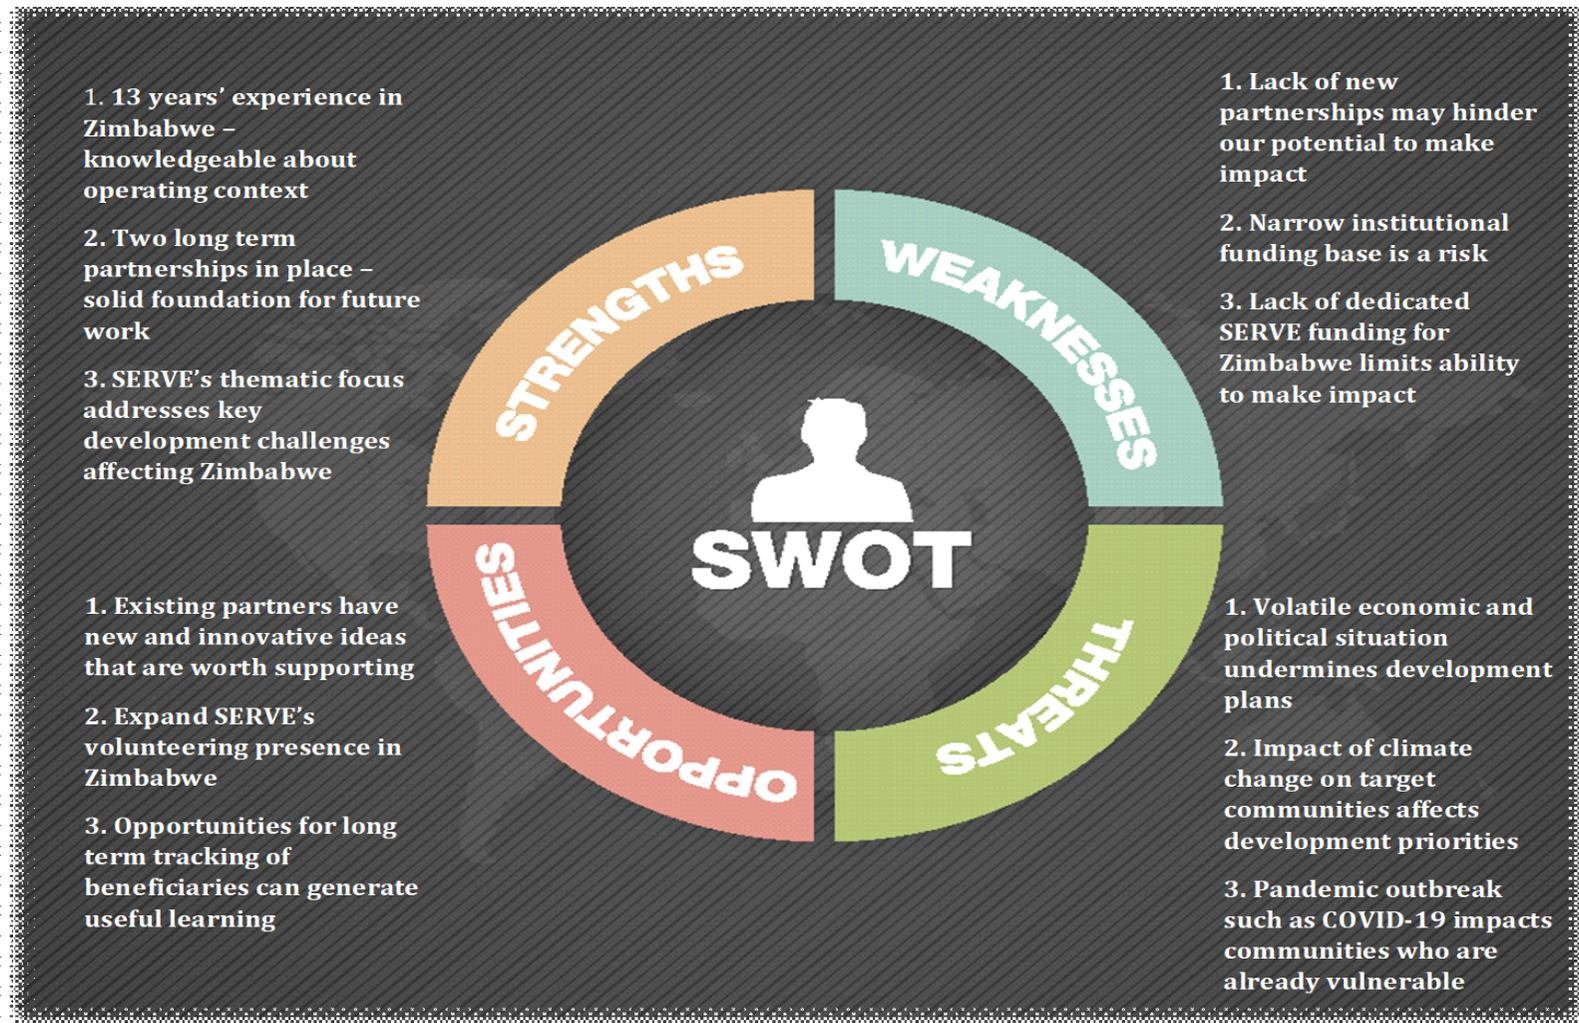 1. 13 years’ experience in
Zimbabwe –
knowledgeable about
operating context
2. Two long term
partnerships in place –
solid foundation for future
work
3. SERVE’s thematic focus
addresses key
development challenges
affecting Zimbabwe
STRENGTHS
WEAKNESSES
1. Lack of new
partnerships may hinder
our potential to make
impact
2. Narrow institutional
funding base is a risk
3. Lack of dedicated
SERVE funding for
Zimbabwe limits ability
to make impact
SWOT
1. Existing partners have
new and innovative ideas
that are worth supporting
2. Expand SERVE’s
volunteering presence in
Zimbabwe
3. Opportunities for long
term tracking of
beneficiaries can generate
useful learning
OPPORTUNITIES
THREATS
1. Volatile economic and
political situation
undermines development
plans
2. Impact of climate
change on target
communities affects
development priorities
3. Pandemic outbreak
such as COVID-19 impacts
communities who are
already vulnerable